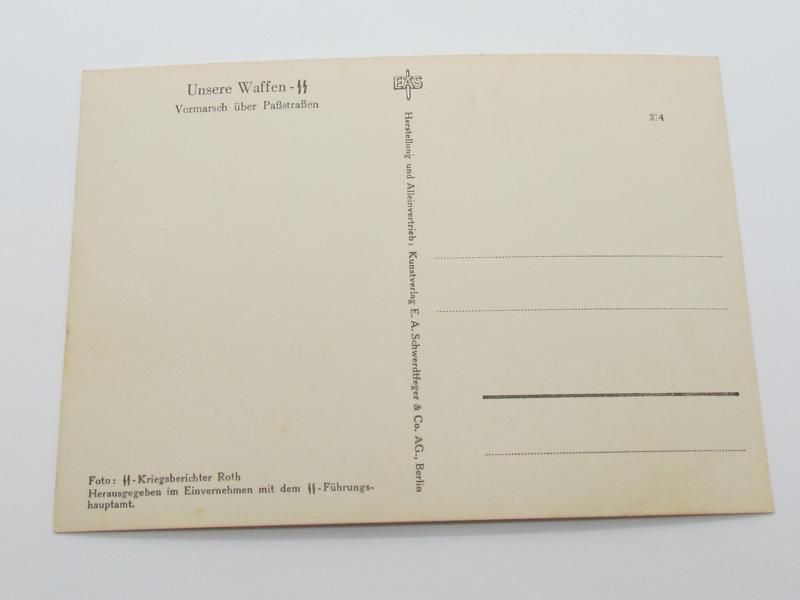 Unsere Waffen-ᛋᛋ
Vormarsch über Paßstraßen
EAS
Herstellung und Alleinvertrieb: Kunstverlag E. A. Schwerdtfeger & Co. AG., Berlin
374
Foto: ᛋᛋ-Kriegsberichter Roth
Herausgegeben im Einvernehmen mit dem ᛋᛋ-Führungs-
hauptamt.